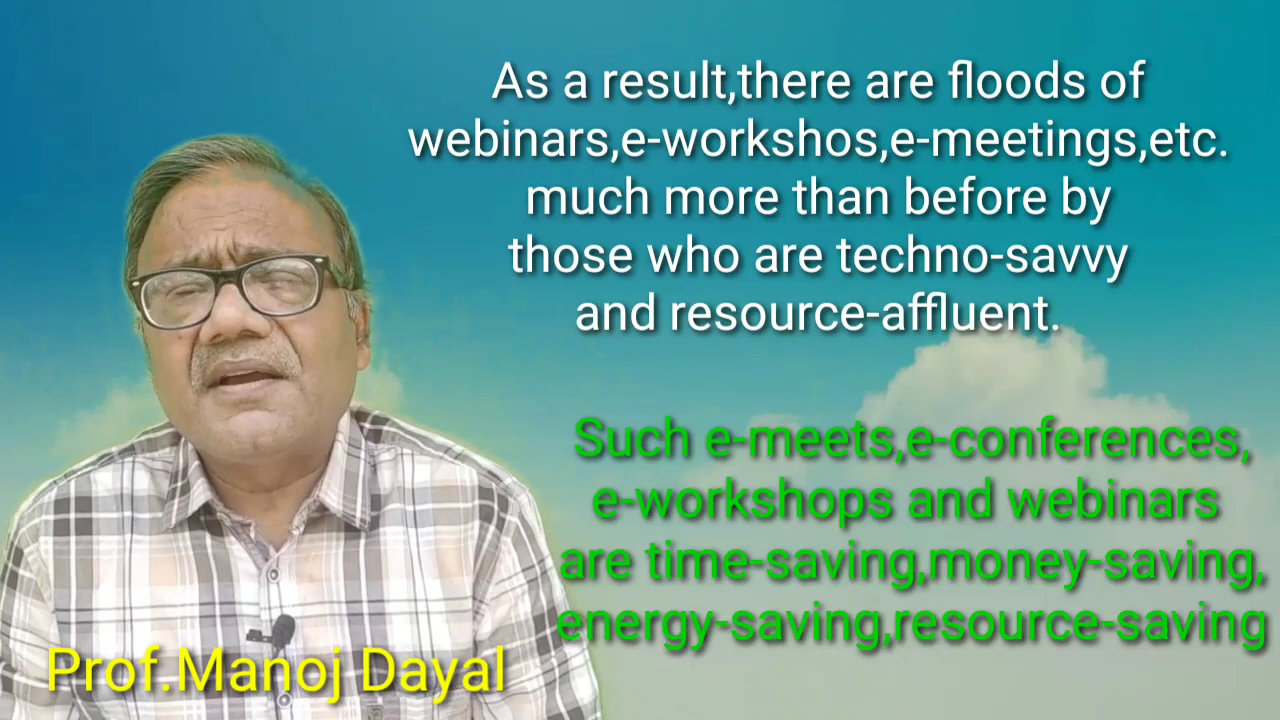 As a result,there are floods of
webinars,e-workshos,e-meetings,etc.
much more than before by
those who are techno-savvy
and resource-affluent.
Such e-meets,e-conferences,
e-workshops and webinars
are time-saving,money-saving,
energy-saving,resource-saving
Prof.Manoj Dayal